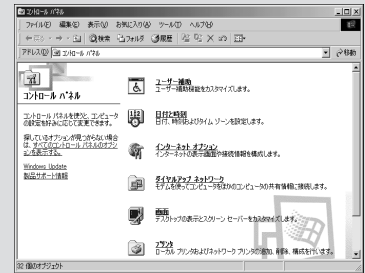 コントロール パネル
ファイル(F) 編集(E) 表示(V) お気に入り(A) ツール(T) ヘルプ(H)
戻る 検索 フォルダ 履歴
アドレス(D) コントロール パネル 移動
コントロール パネル
コントロール パネルを使うと、コンピュータ
の設定を好みに応じて変更できます。
探しているオプションが見つからない場合
は、すべてのコントロール パネルのオプシ
ョンを表示する。
Windows Update
製品サポート情報
ユーザー補助
ユーザー補助機能をカスタマイズします。
日付と時刻
日付、時刻およびタイム ゾーンを設定します。
インターネット オプション
インターネットの表示画面や接続情報を構成します。
ダイヤルアップ ネットワーク
モデムを使ってコンピュータをほかのコンピュータの共有情報に接続します。
画面
デスクトップの表示とスクリーン セーバーをカスタマイズします。
プリンタ
ローカル プリンタおよびネットワーク プリンタの追加、削除、構成を行います。
32 個のオブジェクト